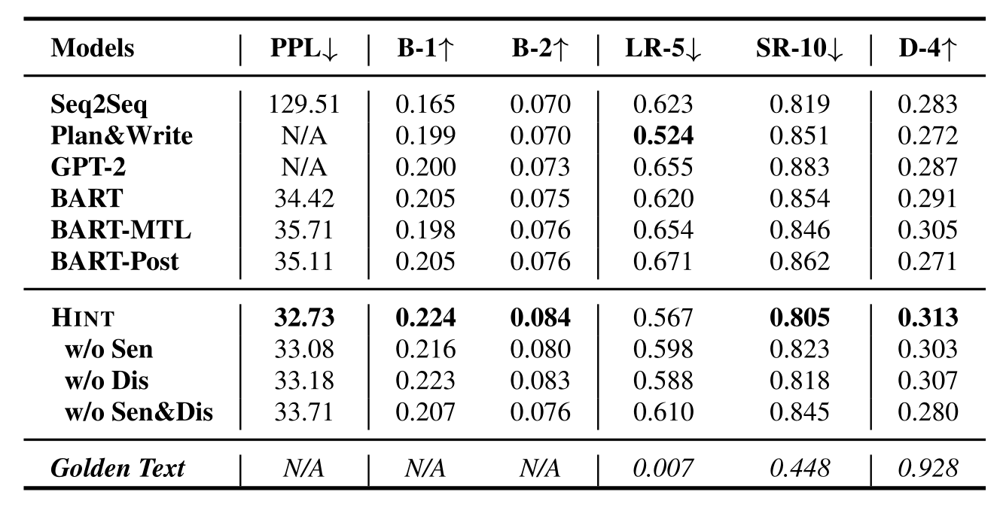 Models PPL↓ B-1↑ B-2↑ LR-5↓ SR-10↓ D-4↑
Seq2Seq 129.51 0.165 0.070 0.623 0.819 0.283
Plan&Write N/A 0.199 0.070 0.524 0.851 0.272
GPT-2 N/A 0.200 0.073 0.655 0.883 0.287
BART 34.42 0.205 0.075 0.620 0.854 0.291
BART-MTL 35.71 0.198 0.076 0.654 0.846 0.305
BART-Post 35.11 0.205 0.076 0.671 0.862 0.271
HINT 32.73 0.224 0.084 0.567 0.805 0.313
w/o Sen 33.08 0.216 0.080 0.598 0.823 0.303
w/o Dis 33.18 0.223 0.083 0.588 0.818 0.307
w/o Sen&Dis 33.71 0.207 0.076 0.610 0.845 0.280
Golden Text N/A N/A N/A 0.007 0.448 0.928